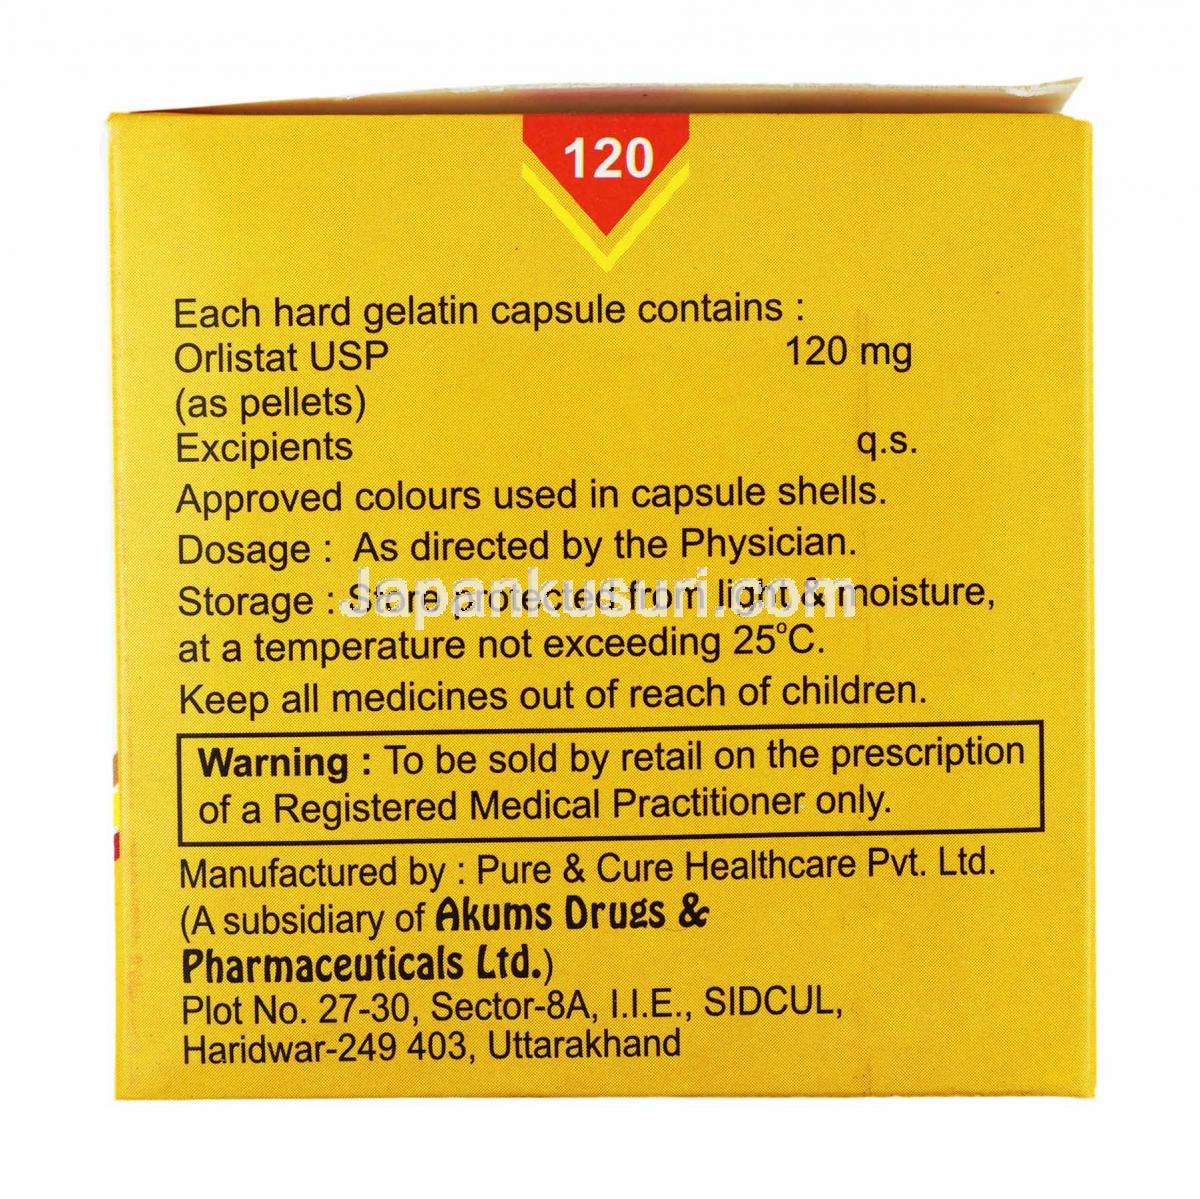 120
Each hard gelatin capsule contains :
Orlistat USP 120 mg
(as pellets)
Excipients q.s.
Approved colours used in capsule shells.
Dosage : As directed by the Physician.
Storage : Store protected from light & moisture,
Japankusuri.com
at a temperature not exceeding 25°C.
Keep all medicines out of reach of children.
Warning : To be sold by retail on the prescription
of a Registered Medical Practitioner only.
Manufactured by : Pure & Cure Healthcare Pvt. Ltd.
(A subsidiary of Akums Drugs &
Pharmaceuticals Ltd.)
Plot No. 27-30, Sector-8A, I.I.E., SIDCUL,
Haridwar-249 403, Uttarakhand